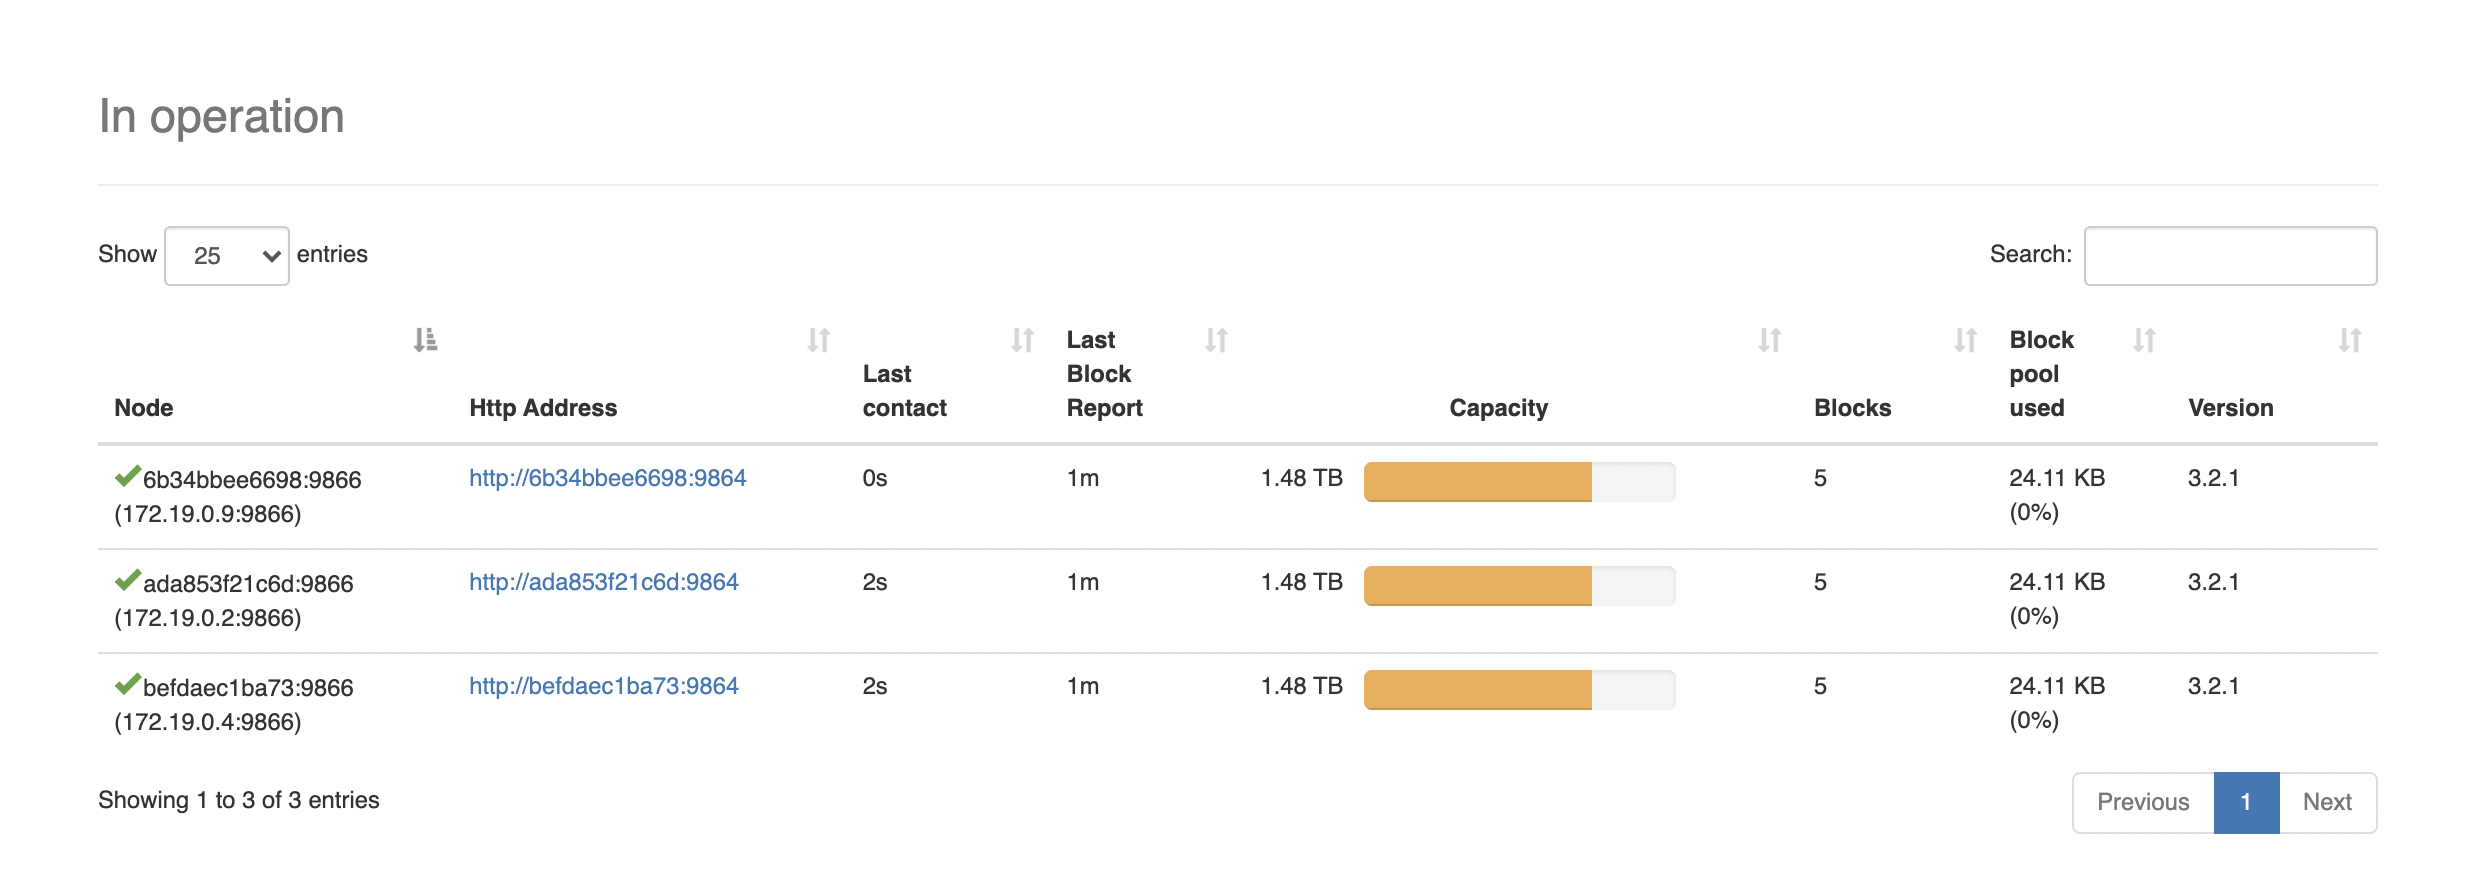 In operation
Show 25 entries
Search:
Node
Http Address
Last
contact
Last
Block
Report
Capacity
Blocks
Block
pool
used
Version
6b34bbee6698:9866
(172.19.0.9:9866)
http://6b34bbee6698:9864
0s
1m
1.48 TB
5
24.11 KB
(0%)
3.2.1
ada853f21c6d:9866
(172.19.0.2:9866)
http://ada853f21c6d:9864
2s
1m
1.48 TB
5
24.11 KB
(0%)
3.2.1
befdaec1ba73:9866
(172.19.0.4:9866)
http://befdaec1ba73:9864
2s
1m
1.48 TB
5
24.11 KB
(0%)
3.2.1
Showing 1 to 3 of 3 entries
Previous 1 Next